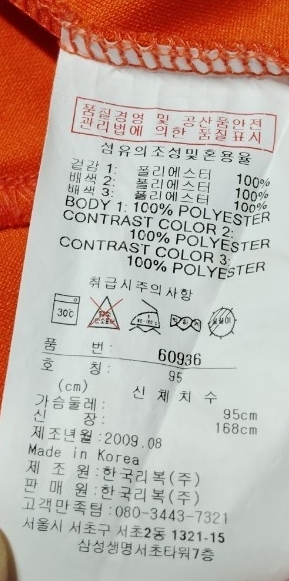 품질경영 및 공산품안전
관리법에 의한 품질표시
섬유의조성및혼용율
겉감 1: 폴리에스터 100%
배색 2: 폴리에스터 100%
배색 3: 폴리에스터 100%
BODY 1: 100% POLYESTER
CONTRAST COLOR 2:
100% POLYESTER
CONTRAST COLOR 3:
100% POLYESTER
취급시주의사항
30℃
품 번: 60936
호 칭: 95
(cm) 신체치수
가슴둘레: 95cm
신 장: 168cm
제조년월:2009.08
Made in Korea
제 조 원:한국리복(주)
판 매 원:한국리복(주)
고객만족팀:080-3443-7321
서울시 서초구 서초2동 1321-15
삼성생명서초타워7층